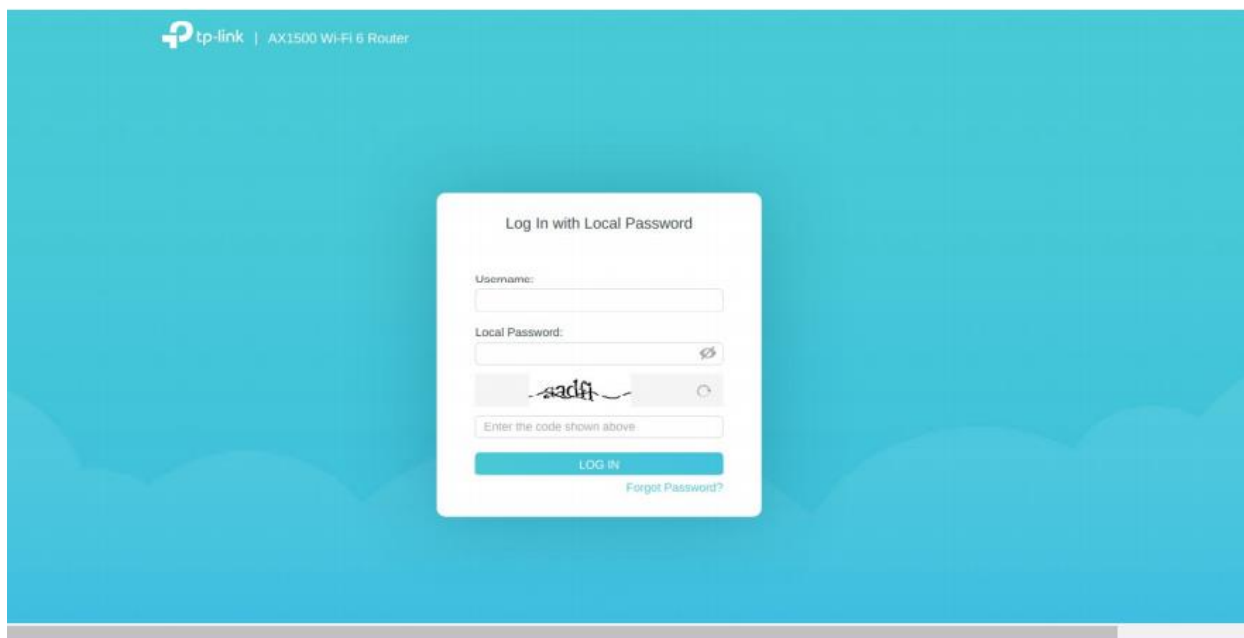 tp-link | AX1500 Wi-Fi 6 Router
Log In with Local Password
Username:
Local Password:
Enter the code shown above
LOG IN
Forgot Password?